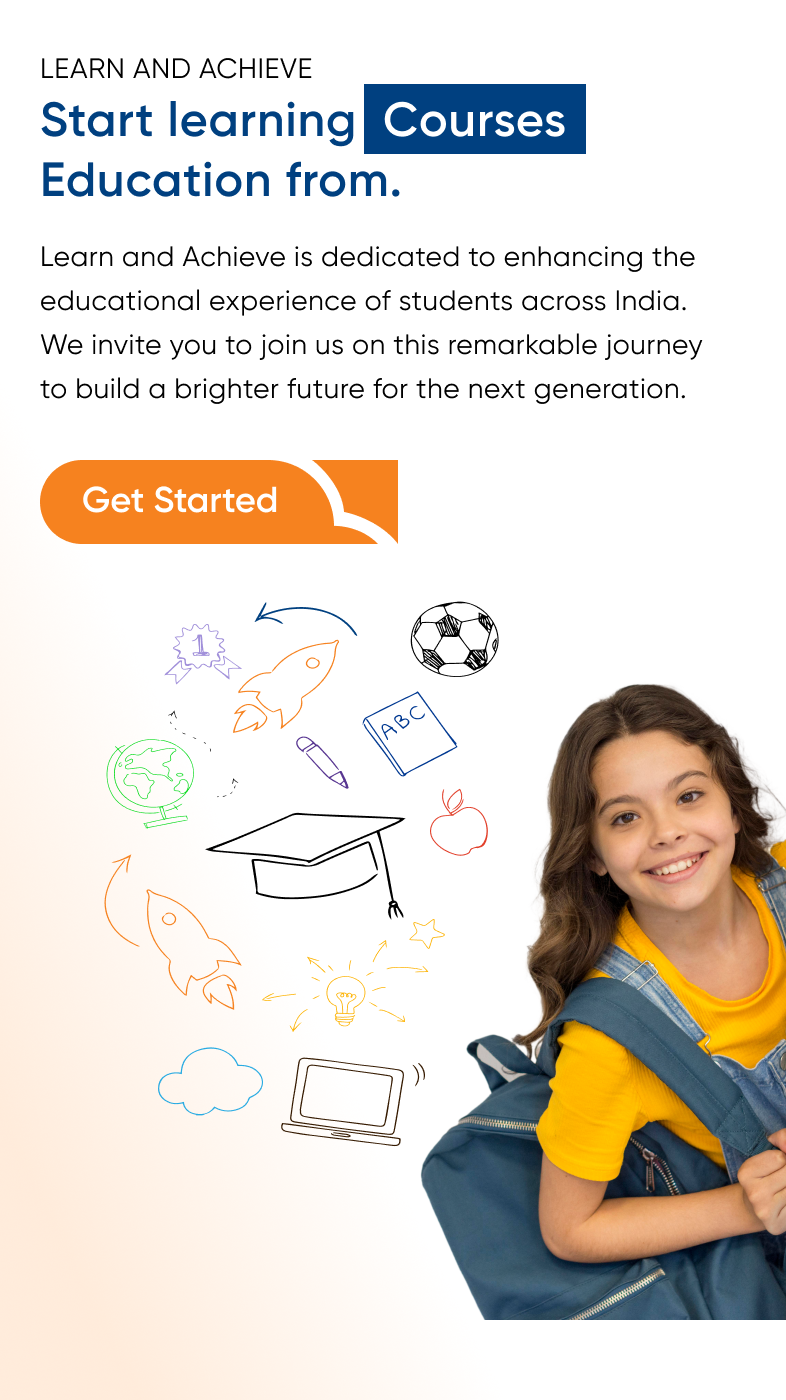 LEARN AND ACHIEVE
Start learning Courses
Education from.
Learn and Achieve is dedicated to enhancing the
educational experience of students across India.
We invite you to join us on this remarkable journey
to build a brighter future for the next generation.
Get Started
1
ABC